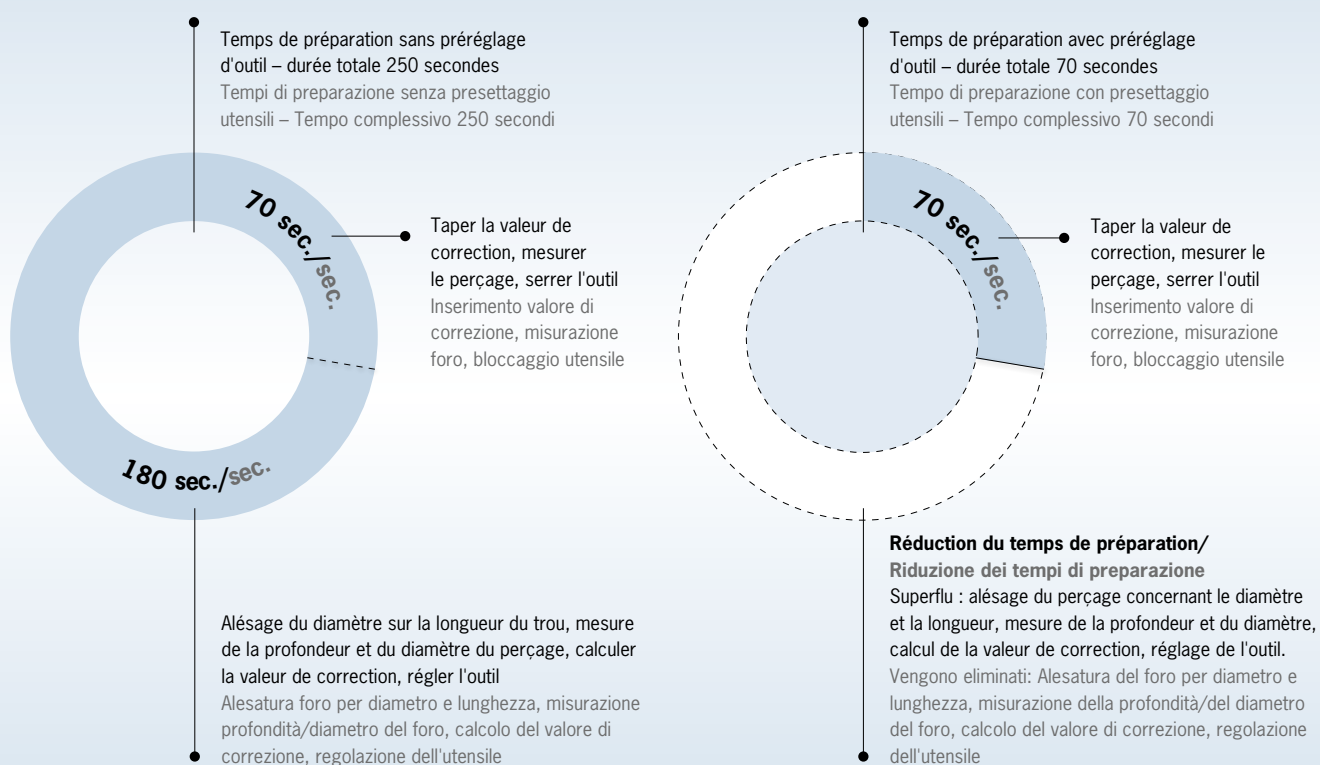 Temps de préparation sans préréglage
d'outil – durée totale 250 secondes
Tempi di preparazione senza presettaggio
utensili – Tempo complessivo 250 secondi
70 sec./sec.
Taper la valeur de
correction, mesurer
le perçage, serrer l'outil
Inserimento valore di
correzione, misurazione
foro, bloccaggio utensile
180 sec./sec.
Alésage du diamètre sur la longueur du trou, mesure
de la profondeur et du diamètre du perçage, calculer
la valeur de correction, régler l'outil
Alesatura foro per diametro e lunghezza, misurazione
profondità/diametro del foro, calcolo del valore di
correzione, regolazione dell'utensile
Temps de préparation avec préréglage
d'outil – durée totale 70 secondes
Tempo di preparazione con presettaggio
utensili – Tempo complessivo 70 secondi
70 sec./sec.
Taper la valeur de
correction, mesurer le
perçage, serrer l'outil
Inserimento valore di
correzione, misurazione
foro, bloccaggio utensile
Réduction du temps de préparation/
Riduzione dei tempi di preparazione
Superflu : alésage du perçage concernant le diamètre
et la longueur, mesure de la profondeur et du diamètre,
calcul de la valeur de correction, réglage de l'outil.
Vengono eliminati: Alesatura del foro per diametro e
lunghezza, misurazione della profondità/del diametro
del foro, calcolo del valore di correzione, regolazione
dell'utensile